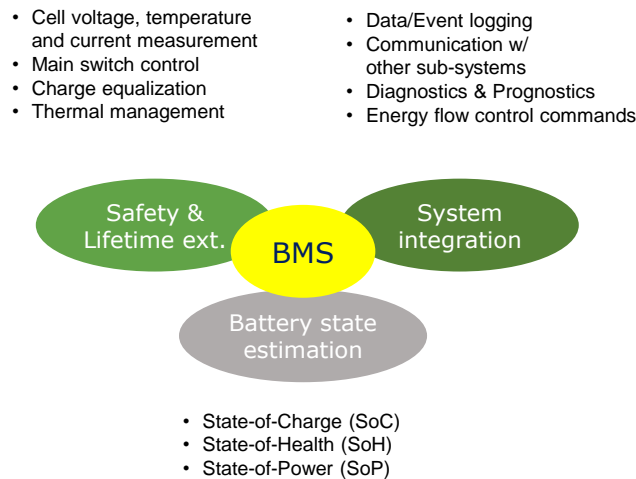 • Cell voltage, temperature
and current measurement
• Main switch control
• Charge equalization
• Thermal management
• Data/Event logging
• Communication w/
other sub-systems
• Diagnostics & Prognostics
• Energy flow control commands
Safety &
Lifetime ext.
BMS
System
integration
Battery state
estimation
• State-of-Charge (SoC)
• State-of-Health (SoH)
• State-of-Power (SoP)